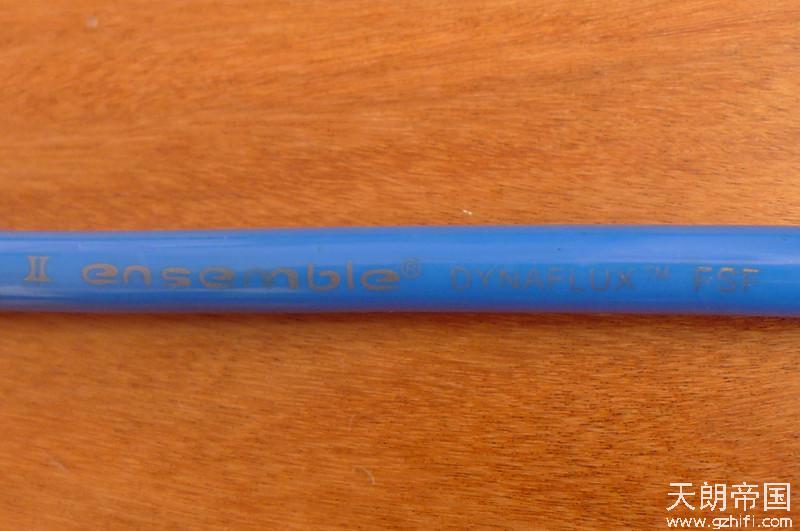 II ensemble® DYNAFLUX™ FSF
天朗帝国
www.gzhifi.com